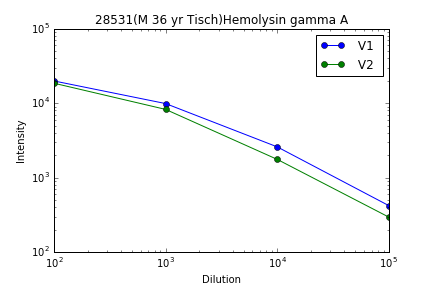 28531(M 36 yr Tisch)Hemolysin gamma A
10^5
10^4
10^3
10^2
Intensity
V1
V2
10^2 10^3 10^4 10^5
Dilution